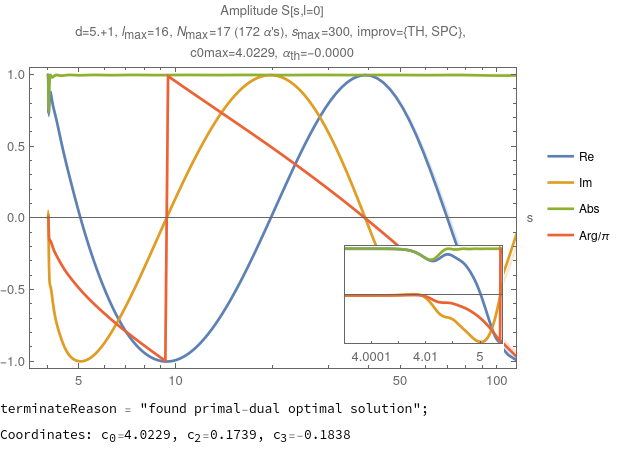 Amplitude S[s,l=0]
d=5.+1, lmax=16, Nmax=17 (172 α's), smax=300, improv={TH, SPC},
c0max=4.0229, αth=-0.0000
1.0
0.5
0.0
-0.5
-1.0
s
Re
Im
Abs
Arg/π
4.0001 4.01 5
5 10 50 100
terminateReason = "found primal-dual optimal solution";
Coordinates: c0=4.0229, c2=0.1739, c3=-0.1838